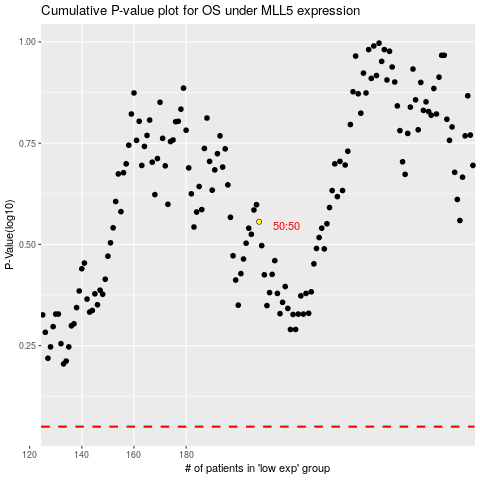 Cumulative P-value plot for OS under MLL5 expression
1.00
0.75
0.50
0.25
P-Value(log10)
50:50
120 140 160 180
# of patients in 'low exp' group